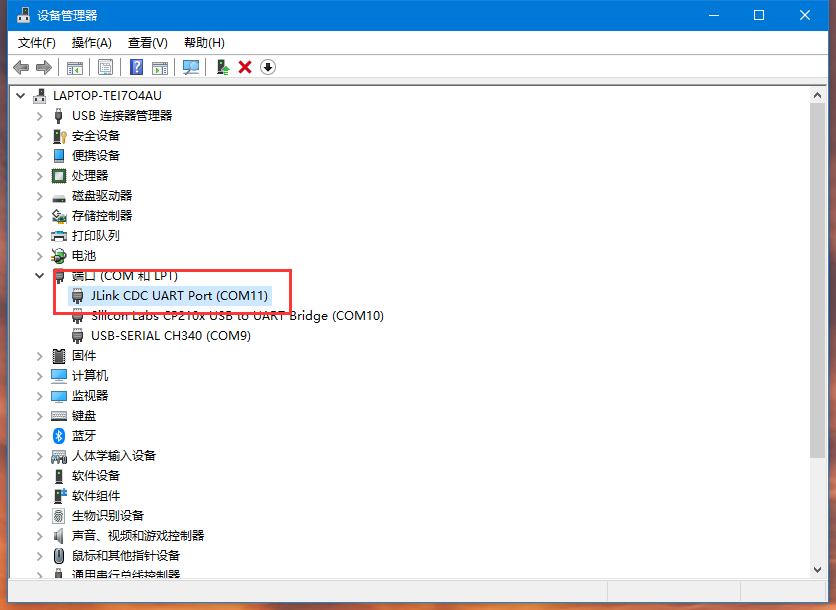 设备管理器
文件(F) 操作(A) 查看(V) 帮助(H)
LAPTOP-TEI7O4AU
USB 连接器管理器
安全设备
便携设备
处理器
磁盘驱动器
存储控制器
打印队列
电池
端口 (COM 和 LPT)
JLink CDC UART Port (COM11)
Silicon Labs CP210x USB to UART Bridge (COM10)
USB-SERIAL CH340 (COM9)
固件
计算机
监视器
键盘
蓝牙
人体学输入设备
软件设备
软件组件
生物识别设备
声音、视频和游戏控制器
鼠标和其他指针设备
通用串行总线控制器